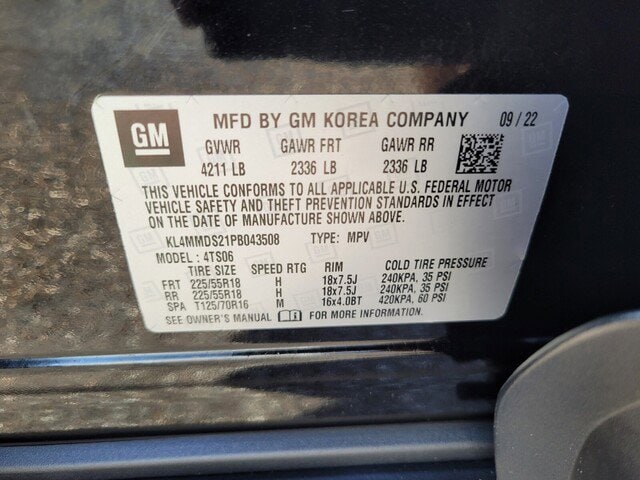 GM MFD BY GM KOREA COMPANY 09/22
GVWR GAWR FRT GAWR RR
4211 LB 2336 LB 2336 LB
THIS VEHICLE CONFORMS TO ALL APPLICABLE U.S. FEDERAL MOTOR
VEHICLE SAFETY AND THEFT PREVENTION STANDARDS IN EFFECT
ON THE DATE OF MANUFACTURE SHOWN ABOVE.
KL4MMDS21PB043508 TYPE: MPV
MODEL: 4TS06
TIRE SIZE SPEED RTG RIM COLD TIRE PRESSURE
FRT 225/55R18 H 18x7.5J 240KPA, 35 PSI
RR 225/55R18 H 18x7.5J 240KPA, 35 PSI
SPA T125/70R16 M 16x4.0BT 420KPA, 60 PSI
SEE OWNER'S MANUAL FOR MORE INFORMATION.